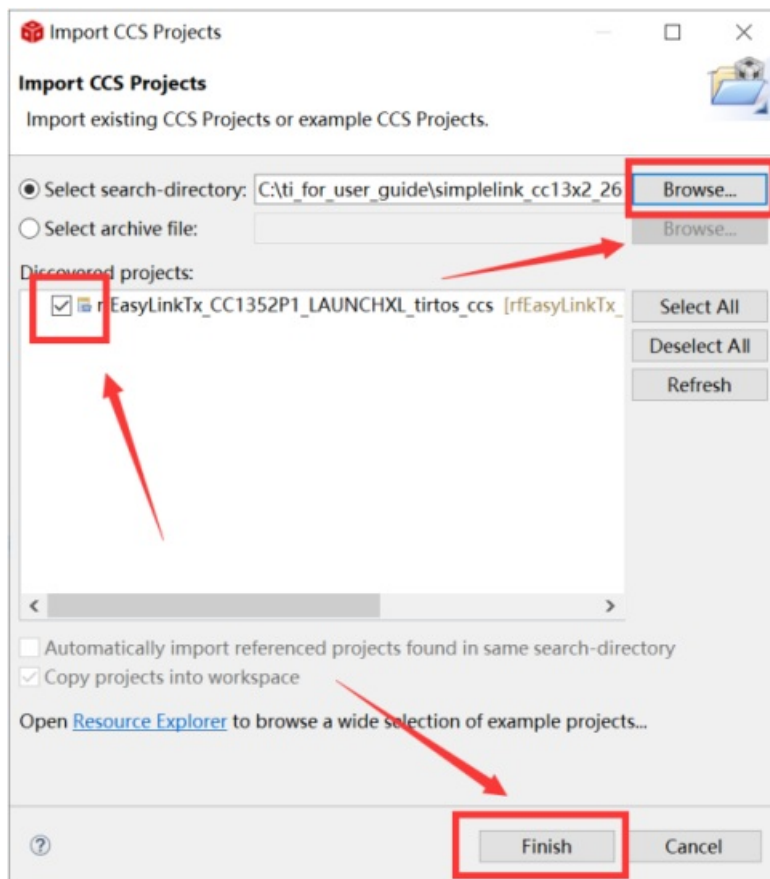 Import CCS Projects
Import CCS Projects
Import existing CCS Projects or example CCS Projects.
Select search-directory: C:\ti_for_user_guide\simplelink_cc13x2_26 Browse...
Select archive file: Browse...
Discovered projects:
EasyLinkTx_CC1352P1_LAUNCHXL_tirtos_ccs [rfEasyLinkTx_ Select All
Deselect All
Refresh
Automatically import referenced projects found in same search-directory
Copy projects into workspace
Open Resource Explorer to browse a wide selection of example projects...
? Finish Cancel